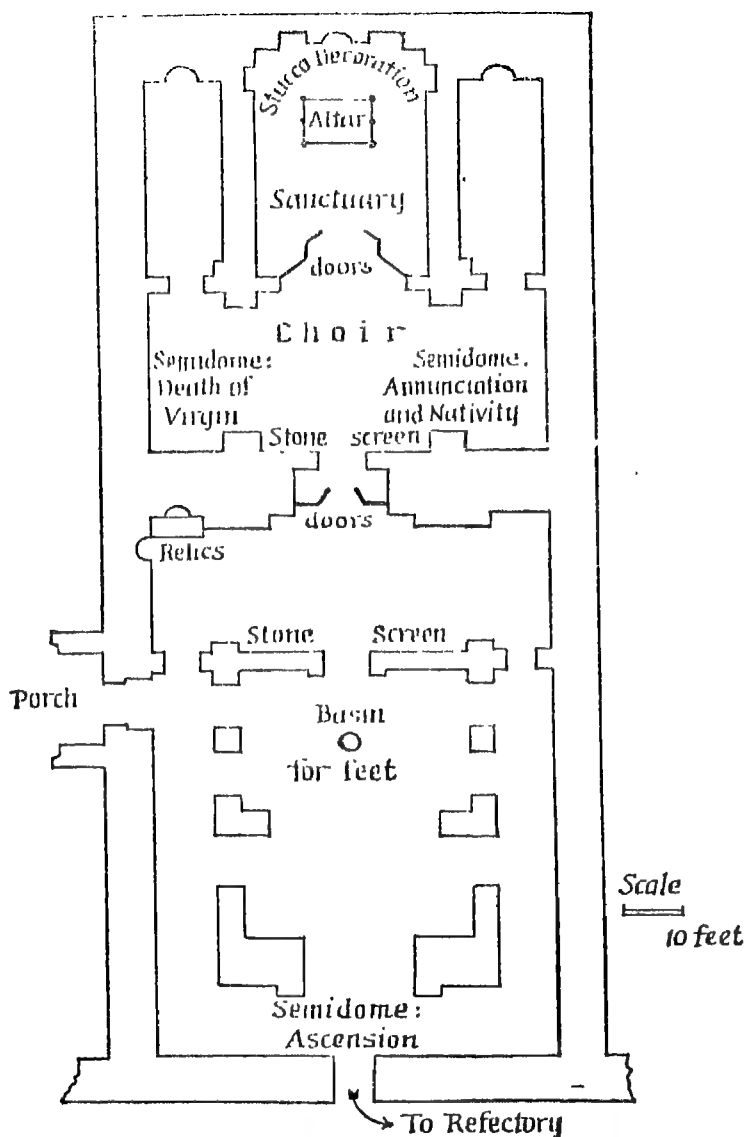 Stucco Decoration
Altar
Sanctuary
doors
Choir
Semidome:
Death of
Virgin
Semidome.
Annunciation
and Nativity
Stone screen
doors
Relics
Stone Screen
Porch
Basin
for feet
Scale
10 feet
Semidome:
Ascension
To Refectory